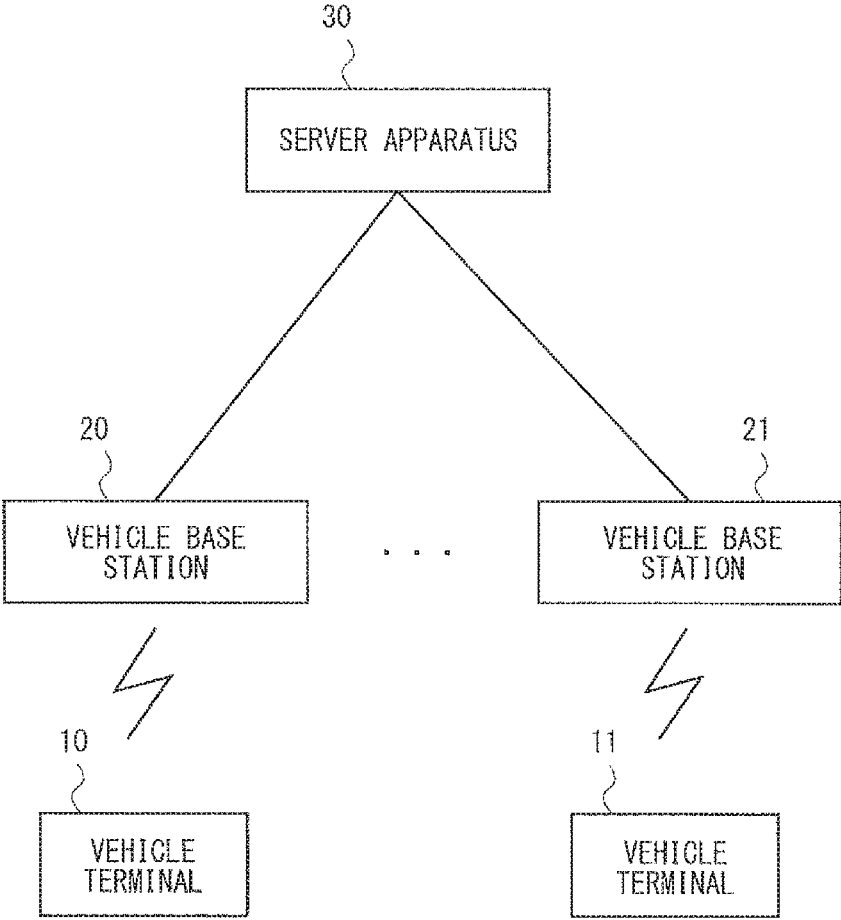 30
SERVER APPARATUS
20
21
VEHICLE BASE
STATION
. . .
VEHICLE BASE
STATION
10
11
VEHICLE
TERMINAL
VEHICLE
TERMINAL